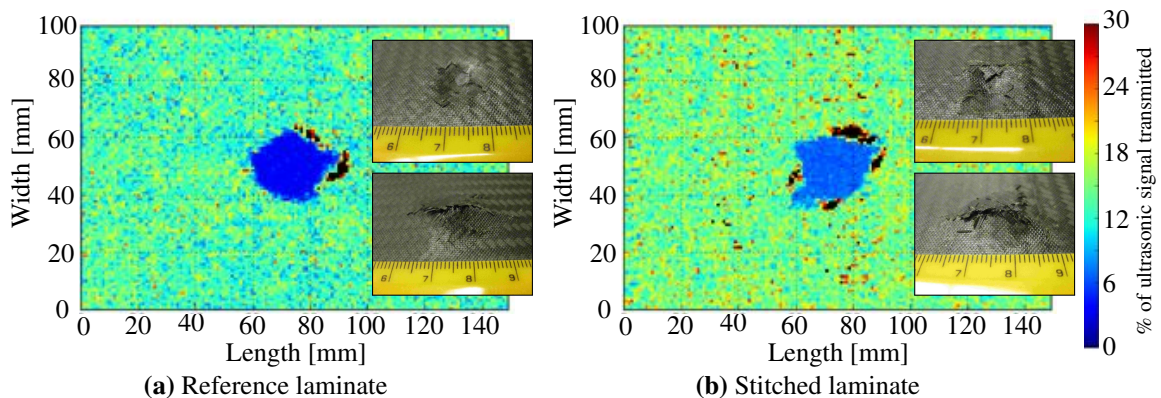 100
80
60
40
20
0
Width [mm]
0 20 40 60 80 100 120 140
Length [mm]
6 7 8
6 7 8 9
(a) Reference laminate
100
80
60
40
20
0
Width [mm]
0 20 40 60 80 100 120 140
Length [mm]
6 7 8
6 7 8 9
(b) Stitched laminate
30
24
18
12
6
0
% of ultrasonic signal transmitted